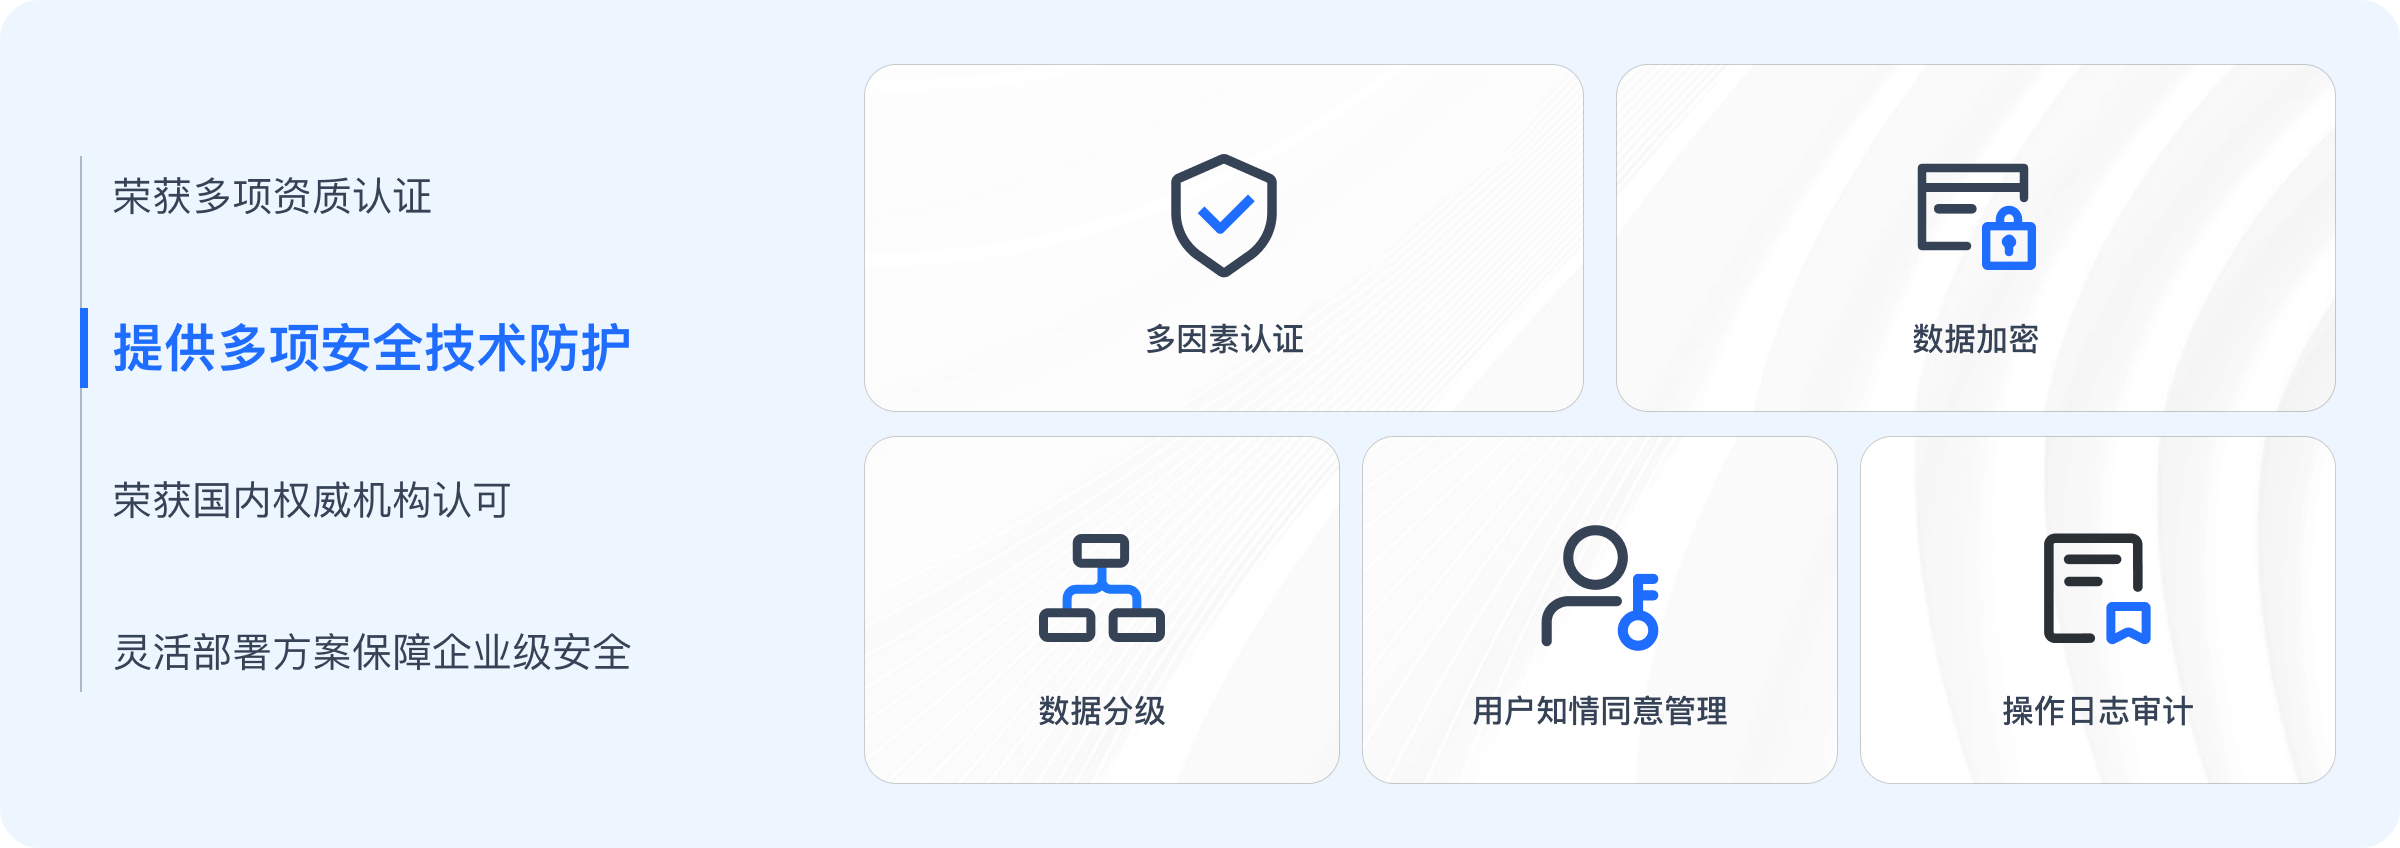 荣获多项资质认证
提供多项安全技术防护
荣获国内权威机构认可
灵活部署方案保障企业级安全
多因素认证
数据加密
数据分级
用户知情同意管理
操作日志审计